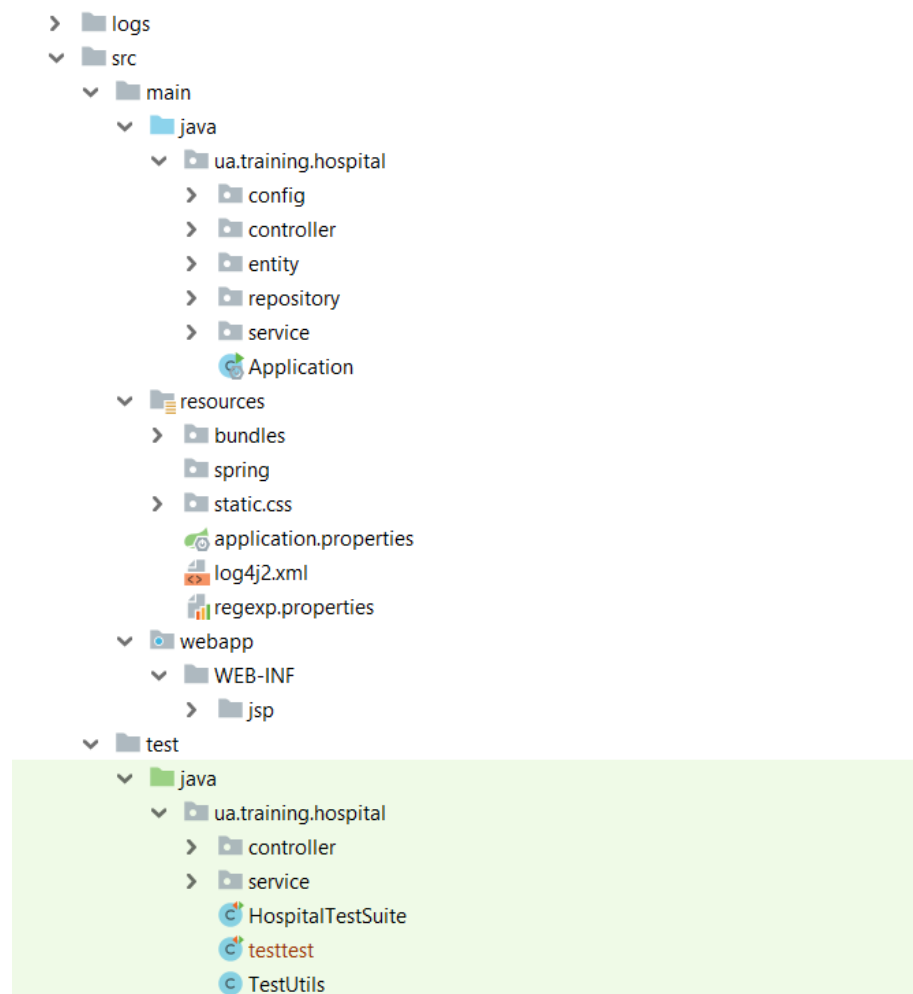 logs
src
main
java
ua.training.hospital
config
controller
entity
repository
service
Application
resources
bundles
spring
static.css
application.properties
log4j2.xml
regexp.properties
webapp
WEB-INF
jsp
test
java
ua.training.hospital
controller
service
HospitalTestSuite
testtest
TestUtils